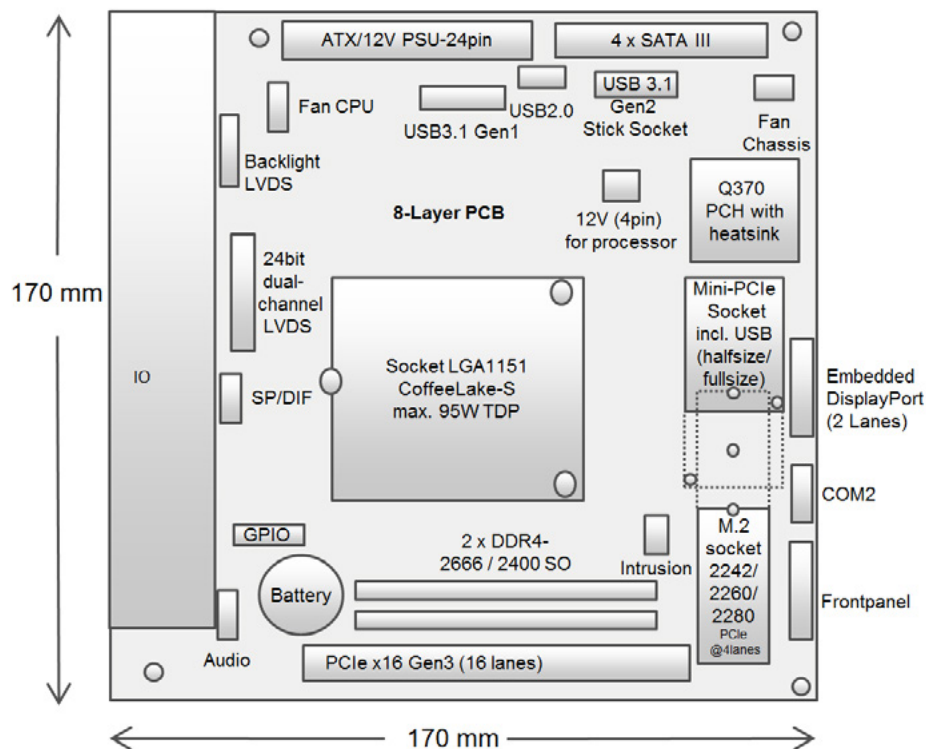 ATX/12V PSU-24pin
4 x SATA III
Fan CPU
USB3.1 Gen1
USB2.0
USB 3.1
Gen2
Stick Socket
Fan
Chassis
Backlight
LVDS
8-Layer PCB
12V (4pin)
for processor
Q370
PCH with
heatsink
170 mm
IO
24bit
dual-
channel
LVDS
SP/DIF
Socket LGA1151
CoffeeLake-S
max. 95W TDP
Mini-PCIe
Socket
incl. USB
(halfsize/
fullsize)
Embedded
DisplayPort
(2 Lanes)
COM2
GPIO
Battery
Audio
2 x DDR4-
2666 / 2400 SO
Intrusion
M.2
socket
2242/
2260/
2280
PCIe
@4lanes
Frontpanel
PCIe x16 Gen3 (16 lanes)
170 mm